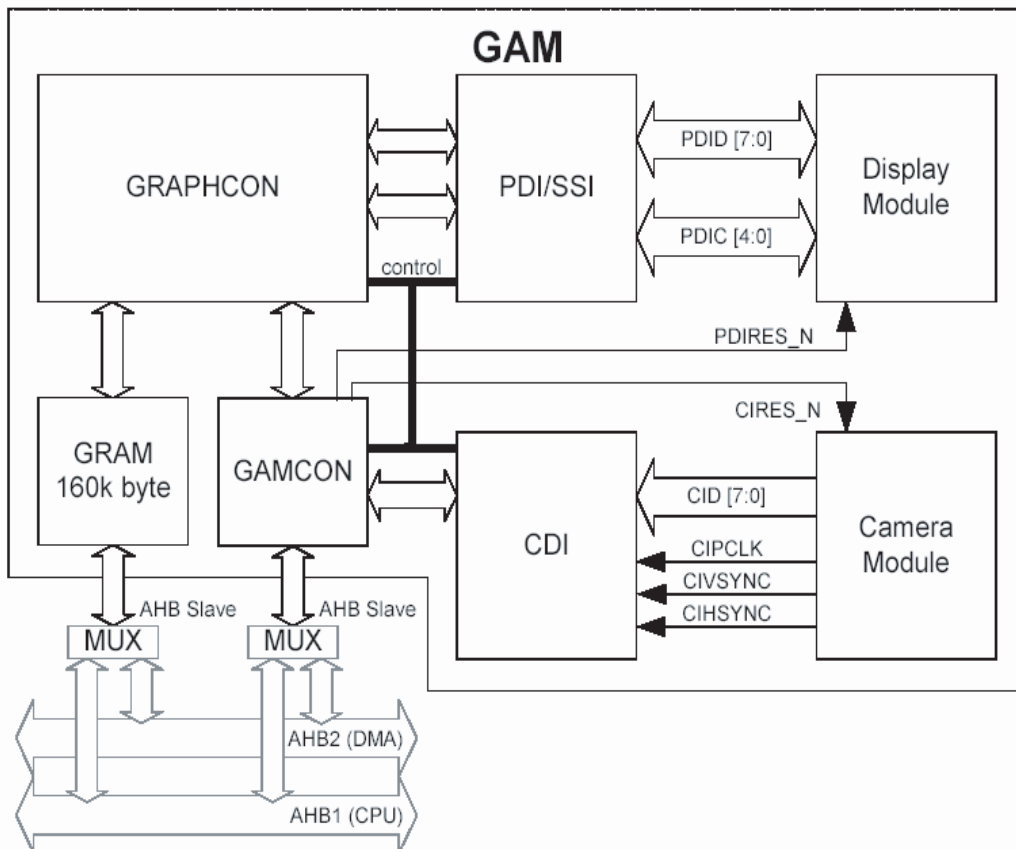 GAM
GRAPHCON
PDI/SSI
PDID [7:0]
PDIC [4:0]
Display
Module
control
PDIRES_N
CIRES_N
GRAM
160k byte
GAMCON
CDI
CID [7:0]
CIPCLK
CIVSYNC
CIHSYNC
Camera
Module
AHB Slave
AHB Slave
MUX
MUX
AHB2 (DMA)
AHB1 (CPU)